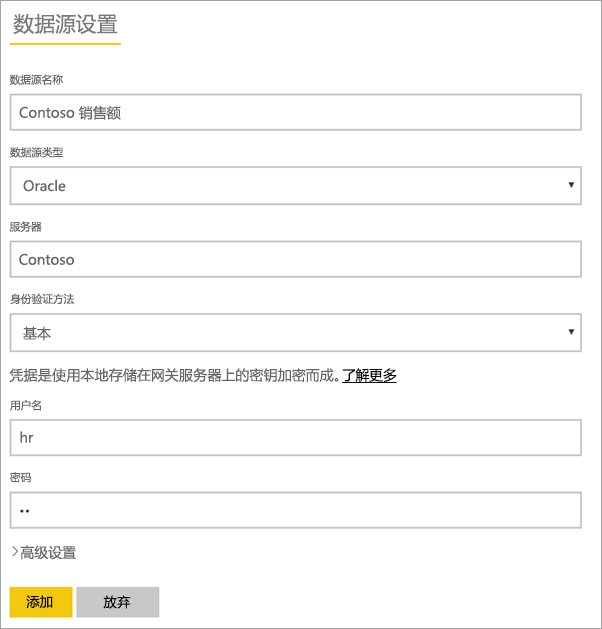 数据源设置
数据源名称
Contoso 销售额
数据源类型
Oracle
服务器
Contoso
身份验证方法
基本
凭据是使用本地存储在网关服务器上的密钥加密而成。了解更多
用户名
hr
密码
••
>高级设置
添加 放弃